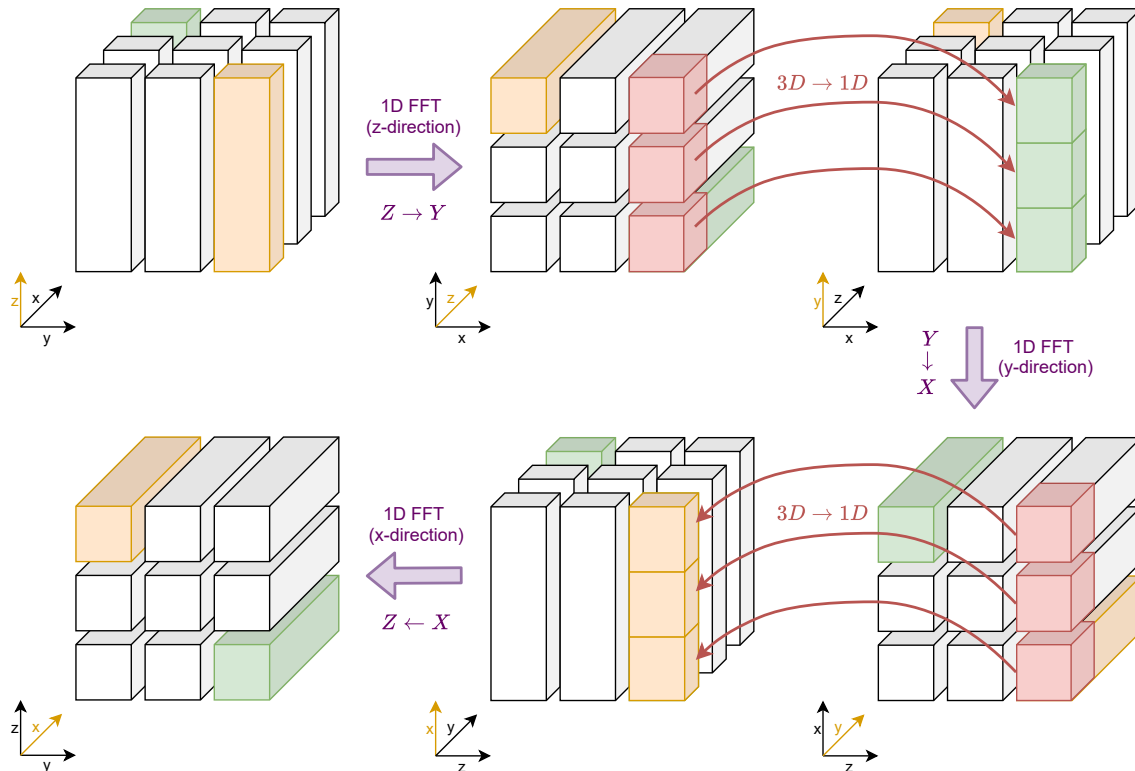 1D FFT
(z-direction)
Z → Y
3D → 1D
z
x
y
y
z
x
y
z
x
Y
↓
X
1D FFT
(y-direction)
1D FFT
(x-direction)
Z ← X
3D → 1D
z
x
y
x
y
z
x
y
z